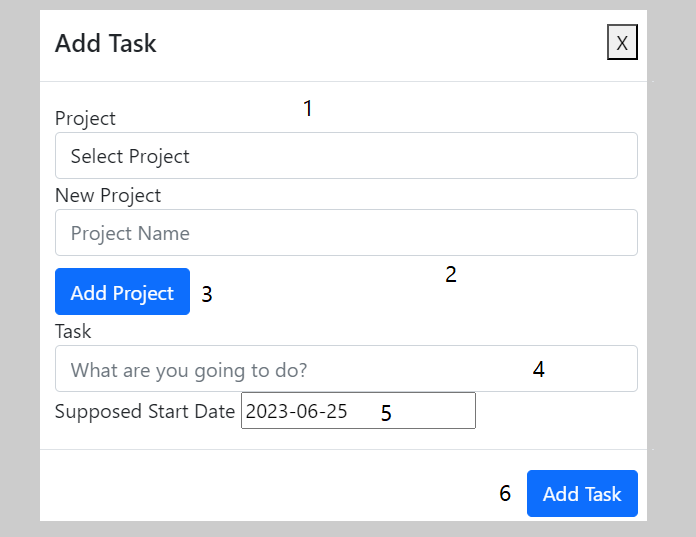 Add Task X
1
Project
Select Project
New Project
Project Name
2
Add Project 3
Task
What are you going to do? 4
Supposed Start Date 2023-06-25 5
6 Add Task